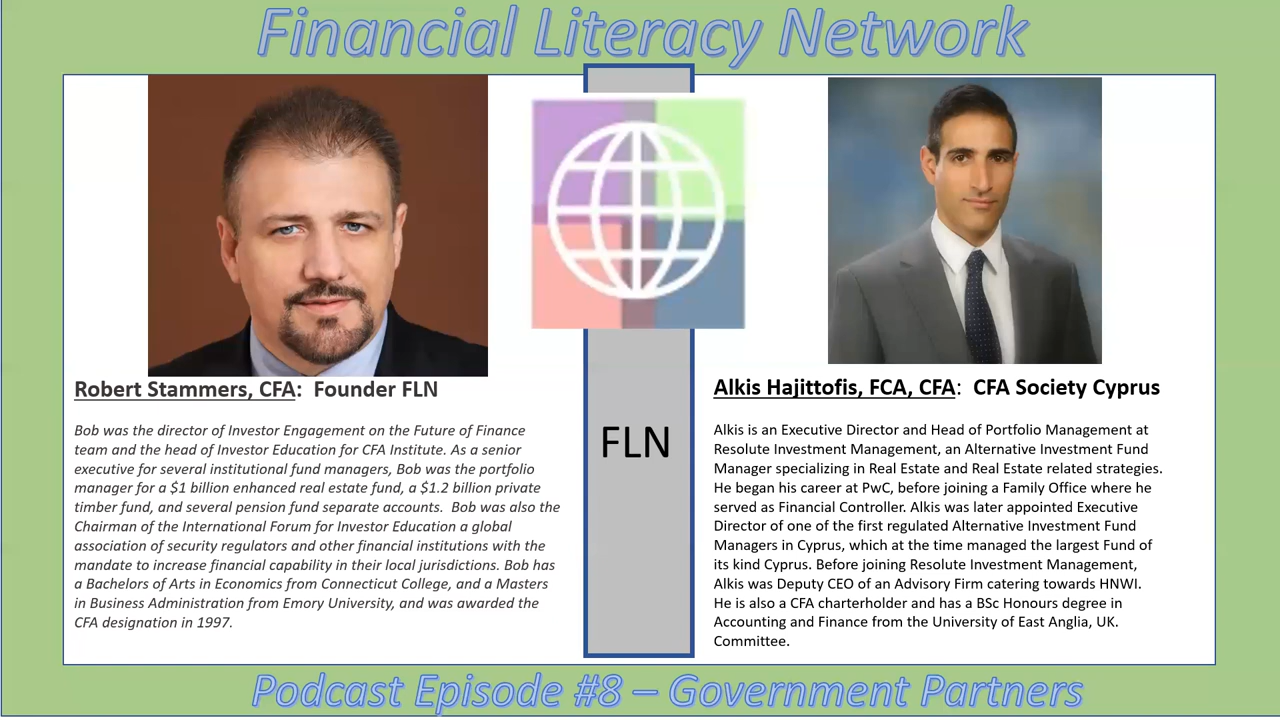 Financial Literacy Network
Robert Stammers, CFA: Founder FLN
Bob was the director of Investor Engagement on the Future of Finance
team and the head of Investor Education for CFA Institute. As a senior
executive for several institutional fund managers, Bob was the portfolio
manager for a $1 billion enhanced real estate fund, a $1.2 billion private
timber fund, and several pension fund separate accounts. Bob was also the
Chairman of the International Forum for Investor Education a global
association of security regulators and other financial institutions with the
mandate to increase financial capability in their local jurisdictions. Bob has
a Bachelors of Arts in Economics from Connecticut College, and a Masters
in Business Administration from Emory University, and was awarded the
CFA designation in 1997.
FLN
Alkis Hajittofis, FCA, CFA: CFA Society Cyprus
Alkis is an Executive Director and Head of Portfolio Management at
Resolute Investment Management, an Alternative Investment Fund
Manager specializing in Real Estate and Real Estate related strategies.
He began his career at PwC, before joining a Family Office where he
served as Financial Controller. Alkis was later appointed Executive
Director of one of the first regulated Alternative Investment Fund
Managers in Cyprus, which at the time managed the largest Fund of
its kind Cyprus. Before joining Resolute Investment Management,
Alkis was Deputy CEO of an Advisory Firm catering towards HNWI.
He is also a CFA charterholder and has a BSc Honours degree in
Accounting and Finance from the University of East Anglia, UK.
Committee.
Podcast Episode #8 – Government Partners